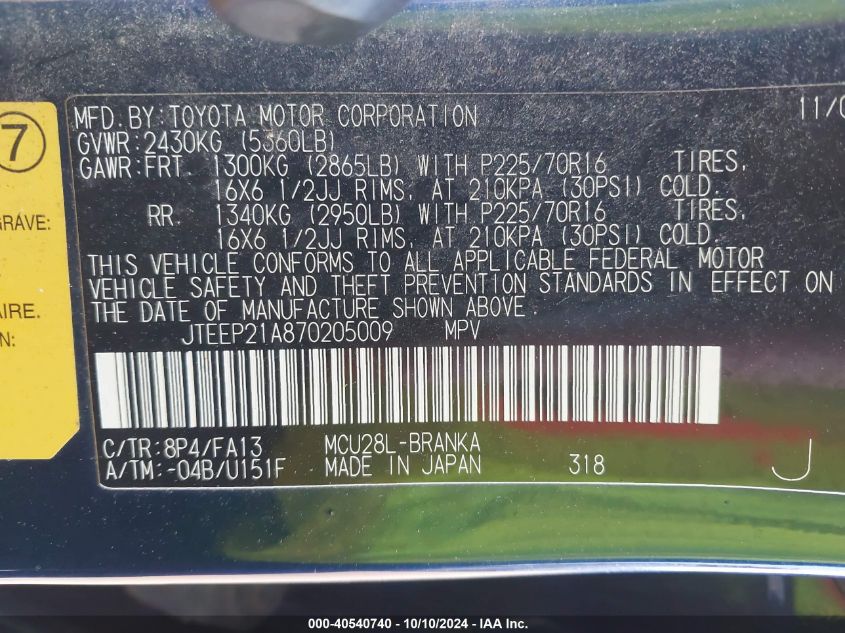 MFD.BY:TOYOTA MOTOR CORPORATION 11/0
GVWR:2430KG (5360LB)
GAWR:FRT. 1300KG (2865LB) WITH P225/70R16 TIRES,
16X6 1/2JJ RIMS, AT 210KPA (30PSI) COLD.
RR. 1340KG (2950LB) WITH P225/70R16 TIRES,
16X6 1/2JJ RIMS, AT 210KPA (30PSI) COLD.
THIS VEHICLE CONFORMS TO ALL APPLICABLE FEDERAL MOTOR
VEHICLE SAFETY AND THEFT PREVENTION STANDARDS IN EFFECT ON
THE DATE OF MANUFACTURE SHOWN ABOVE.
JTEEP21A870205009 MPV
C/TR:8P4/FA13 MCU28L-BRANKA
A/TM:-04B/U151F MADE IN JAPAN 318 J
7
GRAVE:
AIRE.
N:
000-40540740 - 10/10/2024 - IAA Inc.